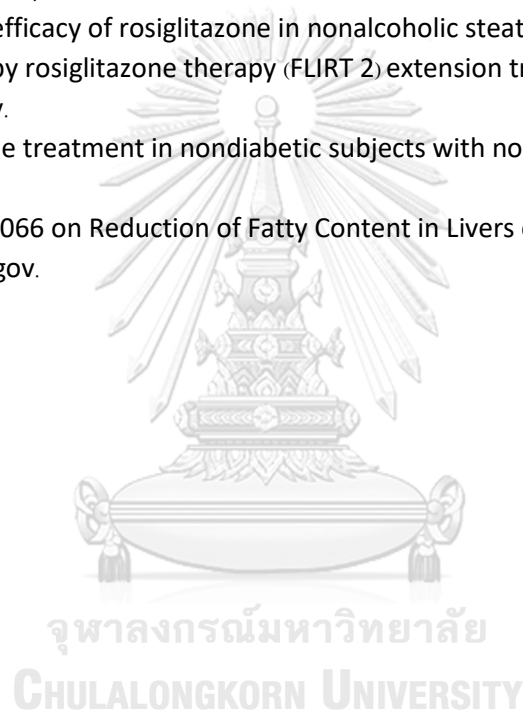 efficacy of rosiglitazone in nonalcoholic steat
by rosiglitazone therapy (FLIRT 2) extension tr
e treatment in nondiabetic subjects with no
066 on Reduction of Fatty Content in Livers
gov.
จุฬาลงกรณ์มหาวิทยาลัย
CHULALONGKORN UNIVERSITY